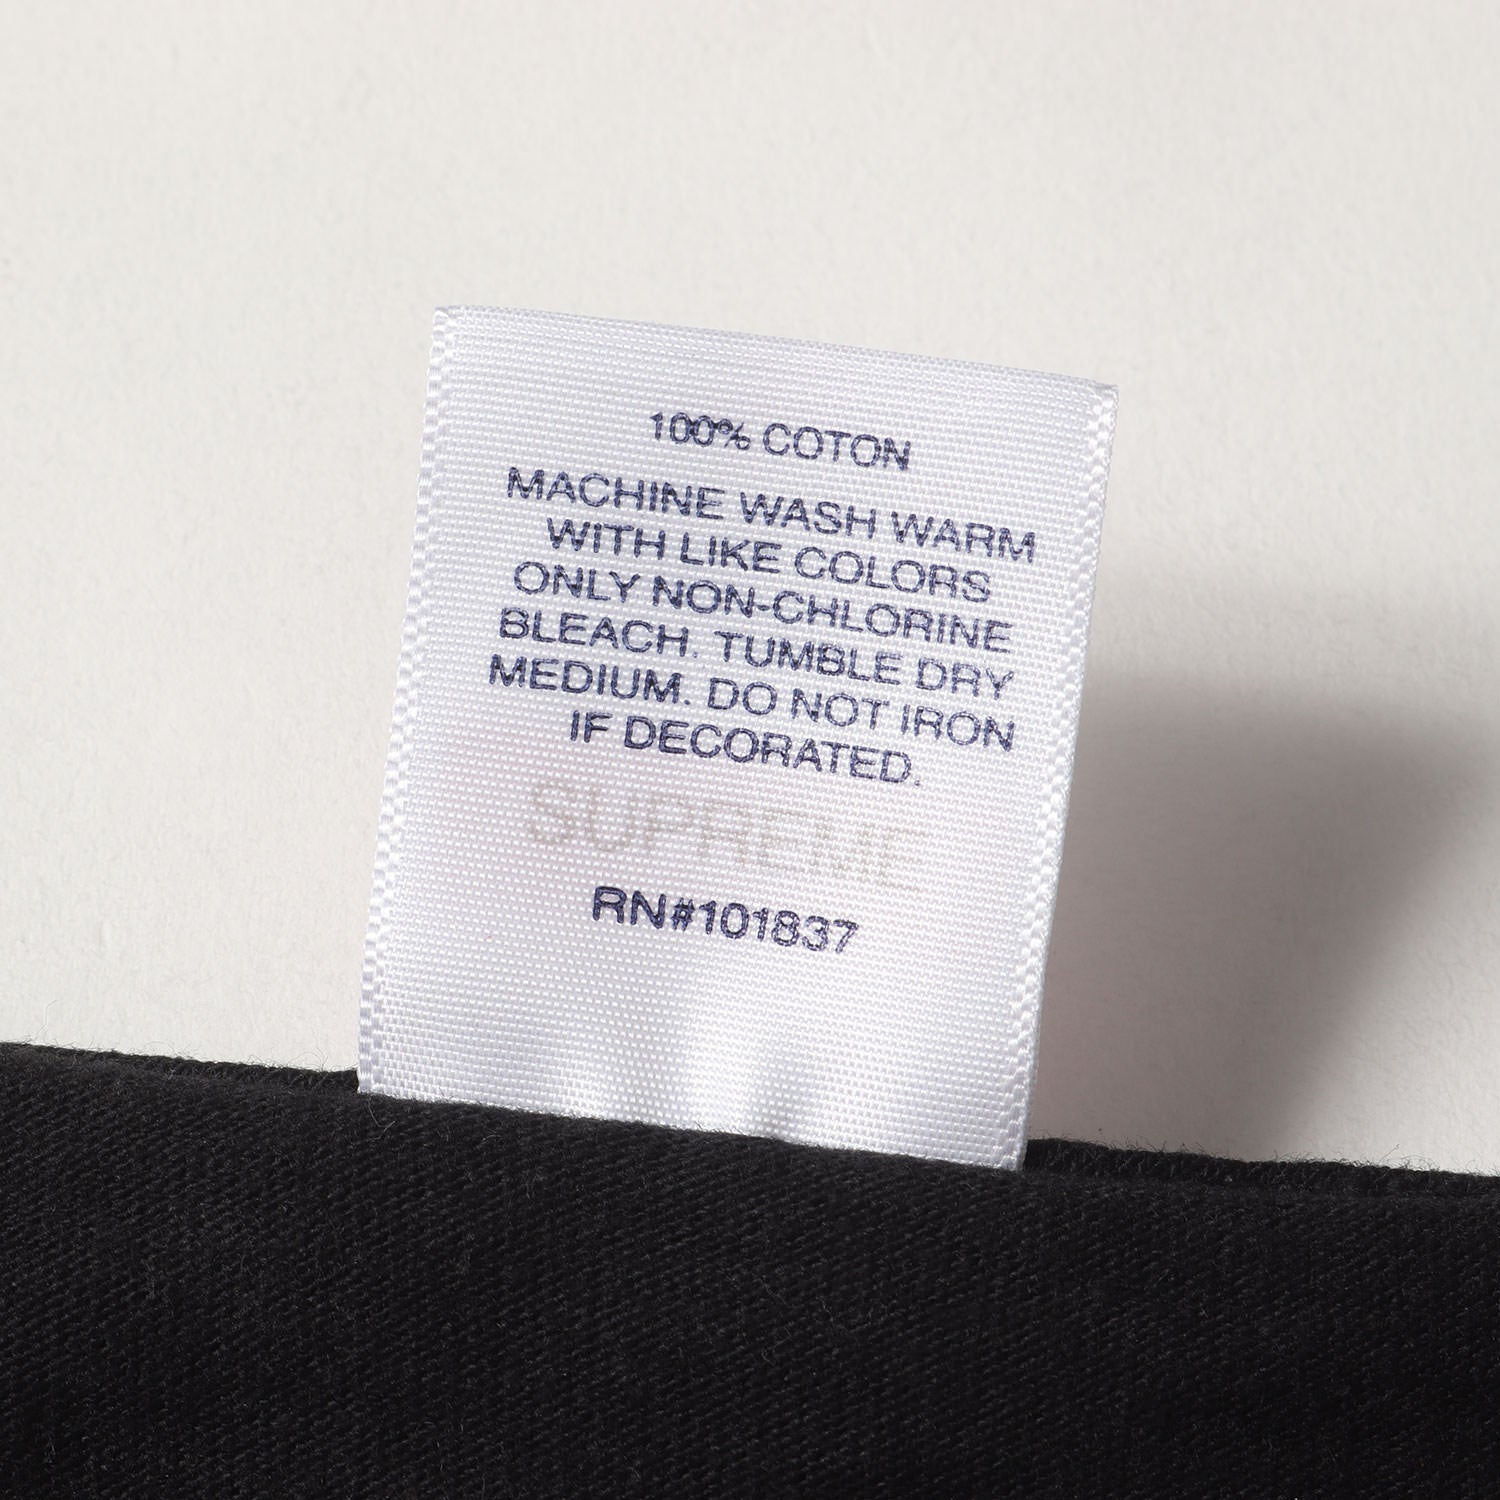 100% COTON
MACHINE WASH WARM
WITH LIKE COLORS
ONLY NON-CHLORINE
BLEACH. TUMBLE DRY
MEDIUM. DO NOT IRON
IF DECORATED.
SUPREME
RN#101837